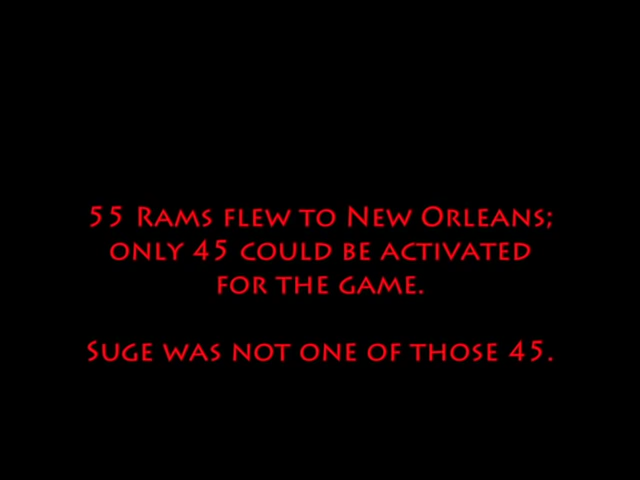 55 Rams flew to New Orleans;
only 45 could be activated
for the game.
Suge was not one of those 45.